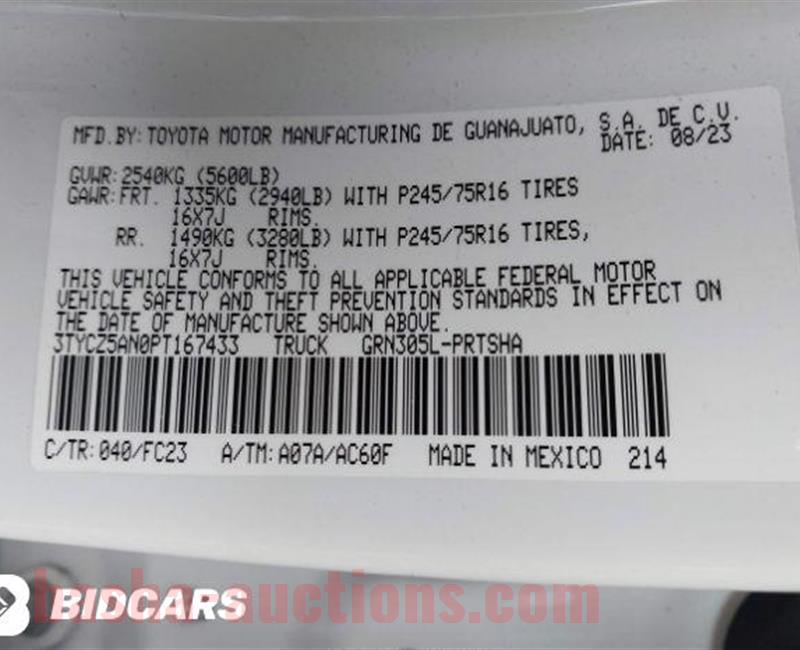 MFD.BY:TOYOTA MOTOR MANUFACTURING DE GUANAJUATO, S.A. DE C.V.
DATE: 08/23
GVWR:2540KG (5600LB)
GAWR:FRT. 1335KG (2940LB) WITH P245/75R16 TIRES
16X7J RIMS.
RR. 1490KG (3280LB) WITH P245/75R16 TIRES,
16X7J RIMS.
THIS VEHICLE CONFORMS TO ALL APPLICABLE FEDERAL MOTOR
VEHICLE SAFETY AND THEFT PREVENTION STANDARDS IN EFFECT ON
THE DATE OF MANUFACTURE SHOWN ABOVE.
3TYCZ5AN0PT167433 TRUCK GRN305L-PRTSHA
C/TR:040/FC23 A/TM:A07A/AC60F MADE IN MEXICO 214
BIDCARS